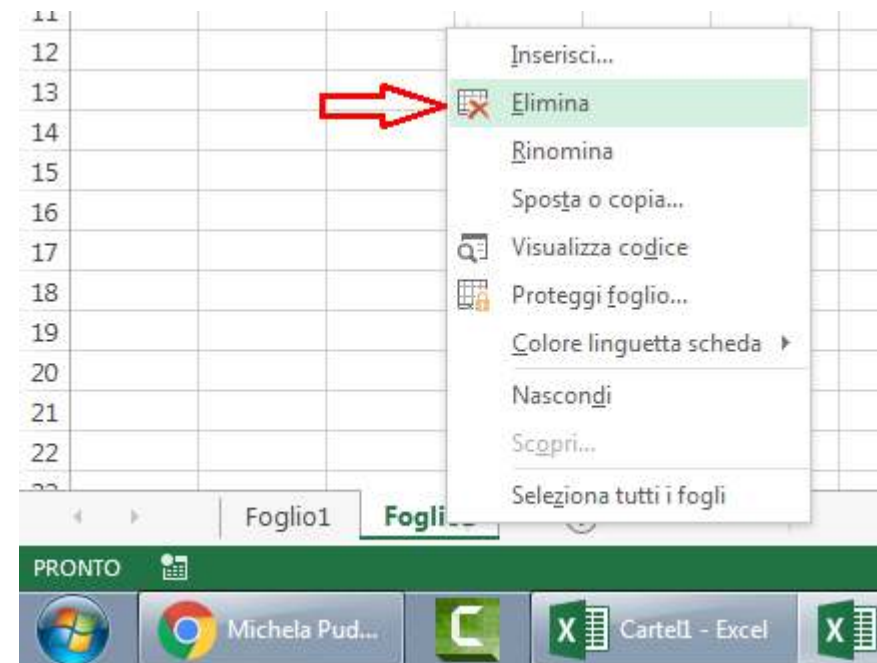 11
12
13
14
15
16
17
18
19
20
21
22
Inserisci...
Elimina
Rinomina
Sposta o copia...
Visualizza codice
Proteggi foglio...
Colore linguetta scheda
Nascondi
Scopri...
Seleziona tutti i fogli
Foglio1
PRONTO
Michela Pud...
Cartel1 - Excel